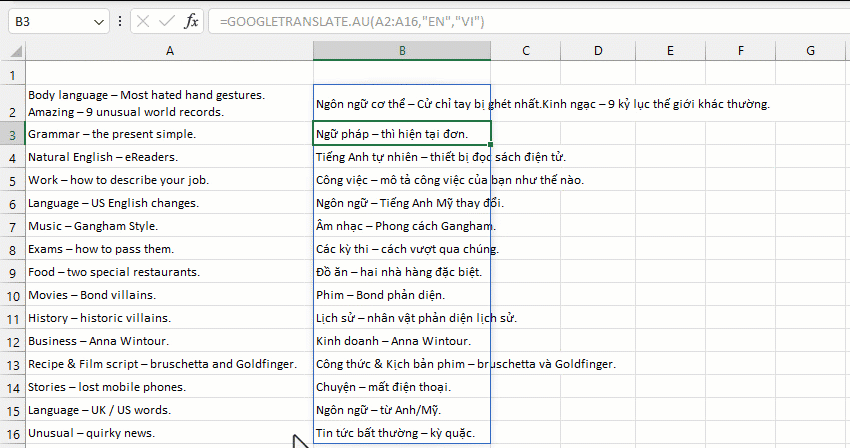 B3 fx =GOOGLETRANSLATE.AU(A2:A16,"EN","VI")
A B C D E F G
1
2 Body language – Most hated hand gestures.
Amazing – 9 unusual world records. Ngôn ngữ cơ thể – Cử chỉ tay bị ghét nhất.Kinh ngạc – 9 kỷ lục thế giới khác thường.
3 Grammar – the present simple. Ngữ pháp – thì hiện tại đơn.
4 Natural English – eReaders. Tiếng Anh tự nhiên – thiết bị đọc sách điện tử.
5 Work – how to describe your job. Công việc – mô tả công việc của bạn như thế nào.
6 Language – US English changes. Ngôn ngữ – Tiếng Anh Mỹ thay đổi.
7 Music – Gangham Style. Âm nhạc – Phong cách Gangham.
8 Exams – how to pass them. Các kỳ thi – cách vượt qua chúng.
9 Food – two special restaurants. Đồ ăn – hai nhà hàng đặc biệt.
10 Movies – Bond villains. Phim – Bond phản diện.
11 History – historic villains. Lịch sử – nhân vật phản diện lịch sử.
12 Business – Anna Wintour. Kinh doanh – Anna Wintour.
13 Recipe & Film script – bruschetta and Goldfinger. Công thức & Kịch bản phim – bruschetta và Goldfinger.
14 Stories – lost mobile phones. Chuyện – mất điện thoại.
15 Language – UK / US words. Ngôn ngữ – từ Anh/Mỹ.
16 Unusual – quirky news. Tin tức bất thường – kỳ quặc.